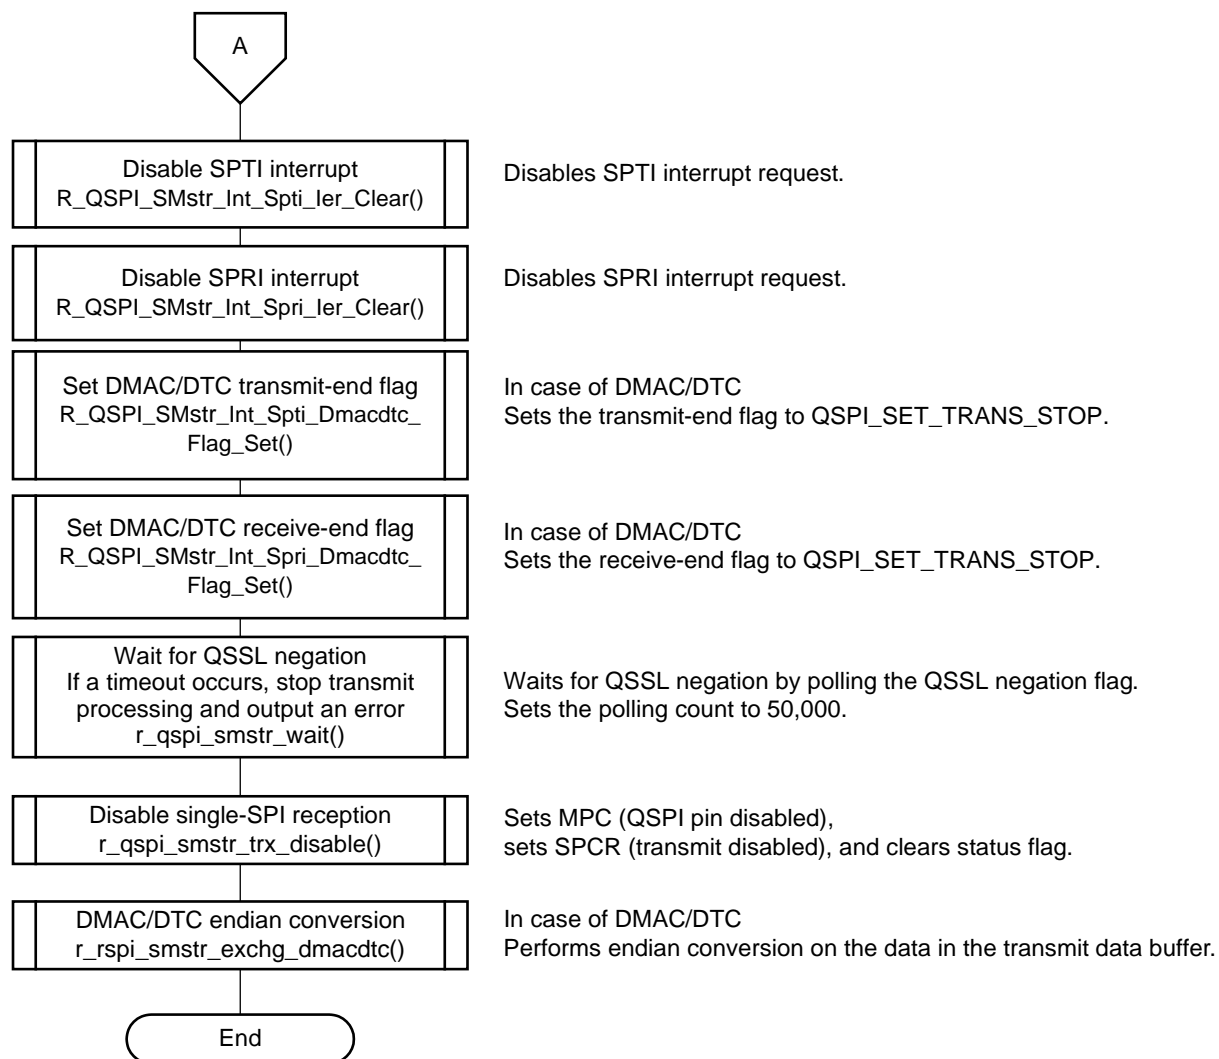 A
Disable SPTI interrupt
R_QSPI_SMstr_Int_Spti_Ier_Clear()
Disables SPTI interrupt request.
Disable SPRI interrupt
R_QSPI_SMstr_Int_Spri_Ier_Clear()
Disables SPRI interrupt request.
Set DMAC/DTC transmit-end flag
R_QSPI_SMstr_Int_Spti_Dmacdtc_
Flag_Set()
In case of DMAC/DTC
Sets the transmit-end flag to QSPI_SET_TRANS_STOP.
Set DMAC/DTC receive-end flag
R_QSPI_SMstr_Int_Spri_Dmacdtc_
Flag_Set()
In case of DMAC/DTC
Sets the receive-end flag to QSPI_SET_TRANS_STOP.
Wait for QSSL negation
If a timeout occurs, stop transmit
processing and output an error
r_qspi_smstr_wait()
Waits for QSSL negation by polling the QSSL negation flag.
Sets the polling count to 50,000.
Disable single-SPI reception
r_qspi_smstr_trx_disable()
Sets MPC (QSPI pin disabled),
sets SPCR (transmit disabled), and clears status flag.
DMAC/DTC endian conversion
r_rspi_smstr_exchg_dmacdtc()
In case of DMAC/DTC
Performs endian conversion on the data in the transmit data buffer.
End